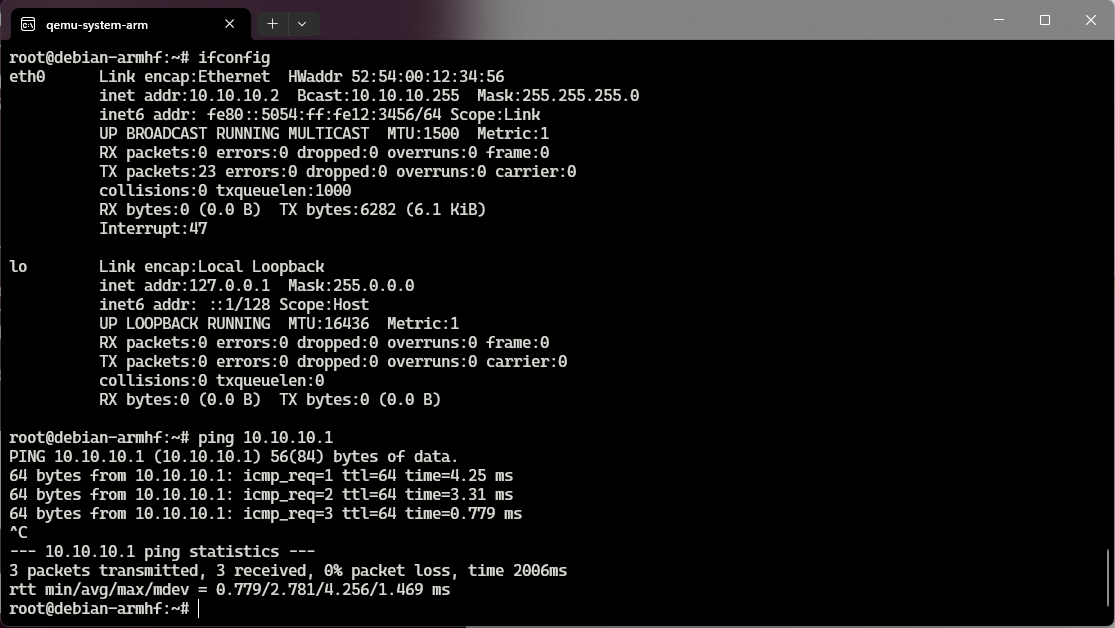 qemu-system-arm
root@debian-armhf:~# ifconfig
eth0      Link encap:Ethernet  HWaddr 52:54:00:12:34:56
          inet addr:10.10.10.2  Bcast:10.10.10.255  Mask:255.255.255.0
          inet6 addr: fe80::5054:ff:fe12:3456/64 Scope:Link
          UP BROADCAST RUNNING MULTICAST  MTU:1500  Metric:1
          RX packets:0 errors:0 dropped:0 overruns:0 frame:0
          TX packets:23 errors:0 dropped:0 overruns:0 carrier:0
          collisions:0 txqueuelen:1000
          RX bytes:0 (0.0 B)  TX bytes:6282 (6.1 KiB)
          Interrupt:47
lo        Link encap:Local Loopback
          inet addr:127.0.0.1  Mask:255.0.0.0
          inet6 addr: ::1/128 Scope:Host
          UP LOOPBACK RUNNING  MTU:16436  Metric:1
          RX packets:0 errors:0 dropped:0 overruns:0 frame:0
          TX packets:0 errors:0 dropped:0 overruns:0 carrier:0
          collisions:0 txqueuelen:0
          RX bytes:0 (0.0 B)  TX bytes:0 (0.0 B)
root@debian-armhf:~# ping 10.10.10.1
PING 10.10.10.1 (10.10.10.1) 56(84) bytes of data.
64 bytes from 10.10.10.1: icmp_req=1 ttl=64 time=4.25 ms
64 bytes from 10.10.10.1: icmp_req=2 ttl=64 time=3.31 ms
64 bytes from 10.10.10.1: icmp_req=3 ttl=64 time=0.779 ms
^C
--- 10.10.10.1 ping statistics ---
3 packets transmitted, 3 received, 0% packet loss, time 2006ms
rtt min/avg/max/mdev = 0.779/2.781/4.256/1.469 ms
root@debian-armhf:~#